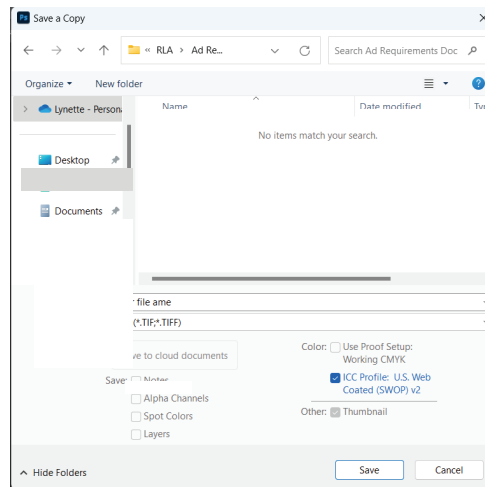 Ps Save a Copy
« RLA > Ad Re... Search Ad Requirements Doc
Organize New folder
Lynette - Person
Name Date modified
No items match your search.
Desktop
Documents
file ame
(*.TIF;*.TIFF)
ve to cloud documents
Color: Use Proof Setup:
Working CMYK
ICC Profile: U.S. Web
Coated (SWOP) v2
Save: Notes
Alpha Channels
Other: Thumbnail
Spot Colors
Layers
Hide Folders Save Cancel